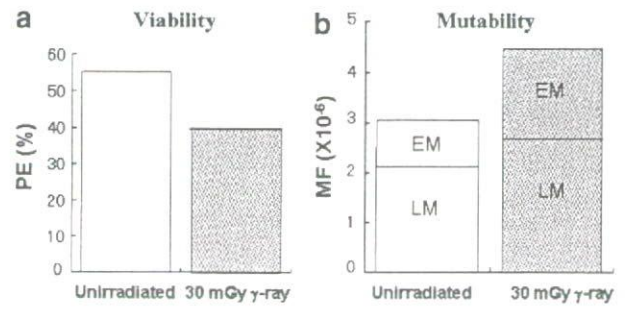 a Viability
PE (%)
60
50
40
30
20
10
0
Unirradiated 30 mGy γ-ray
b Mutability
MF (X10⁻⁶)
5
4
3
2
1
0
EM
LM
EM
LM
Unirradiated 30 mGy γ-ray